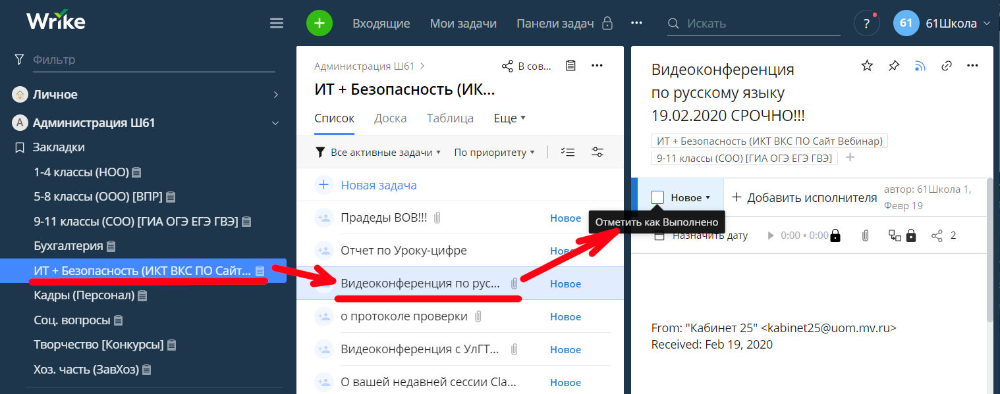 Wrike
Входящие
Мои задачи
Панели задач
Искать
?
61
61Школа
Фильтр
Личное
А Администрация Ш61
Закладки
1-4 классы (НОО)
5-8 классы (ООО) [ВПР]
9-11 классы (СОО) [ГИА ОГЭ ЕГЭ ГВЭ]
Бухгалтерия
ИТ + Безопасность (ИКТ ВКС ПО Сайт...
Кадры (Персонал)
Соц. вопросы
Творчество [Конкурсы]
Хоз. часть (ЗавХоз)
Администрация Ш61
В сов...
ИТ + Безопасность (ИК...
Список Доска Таблица Еще
Все активные задачи По приоритету
Новая задача
Прадеды ВОВ!!! Новое
Отчет по Уроку-цифре Новое
Видеоконференция по рус... Новое
о протоколе проверки Новое
Видеоконференция с УлГТ... Новое
О вашей недавней сессии Cla... Новое
Видеоконференция
по русскому языку
19.02.2020 СРОЧНО!!!
ИТ + Безопасность (ИКТ ВКС ПО Сайт Вебинар)
9-11 классы (СОО) [ГИА ОГЭ ЕГЭ ГВЭ]
Новое
Добавить исполнителя
автор: 61Школа 1,
Февр 19
Отметить как Выполнено
Назначить дату
0:00 • 0:00
2
From: "Кабинет 25" <kabinet25@uom.mv.ru>
Received: Feb 19, 2020